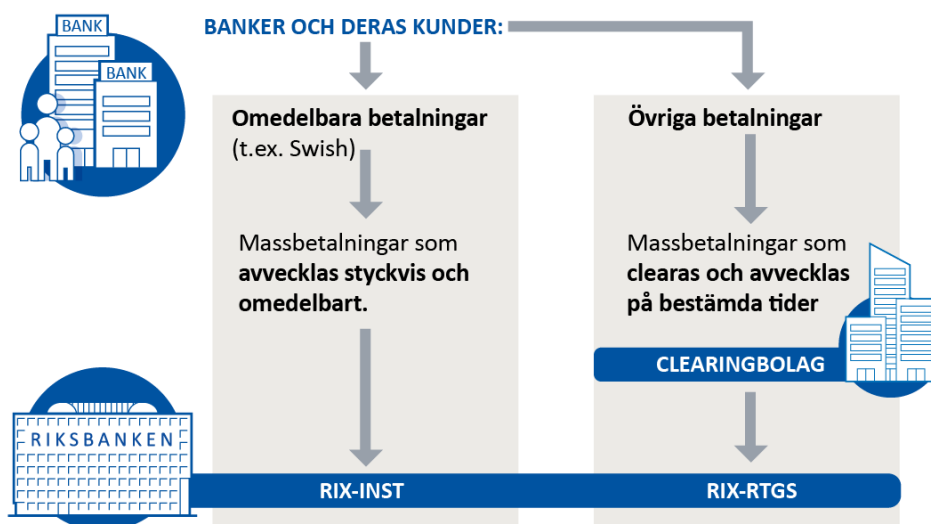 BANK
BANK
BANKER OCH DERAS KUNDER:
Omedelbara betalningar
(t.ex. Swish)
Massbetalningar som
avvecklas styckvis och
omedelbart.
Övriga betalningar
Massbetalningar som
clearas och avvecklas
på bestämda tider
CLEARINGBOLAG
RIKSBANKEN
RIX-INST
RIX-RTGS